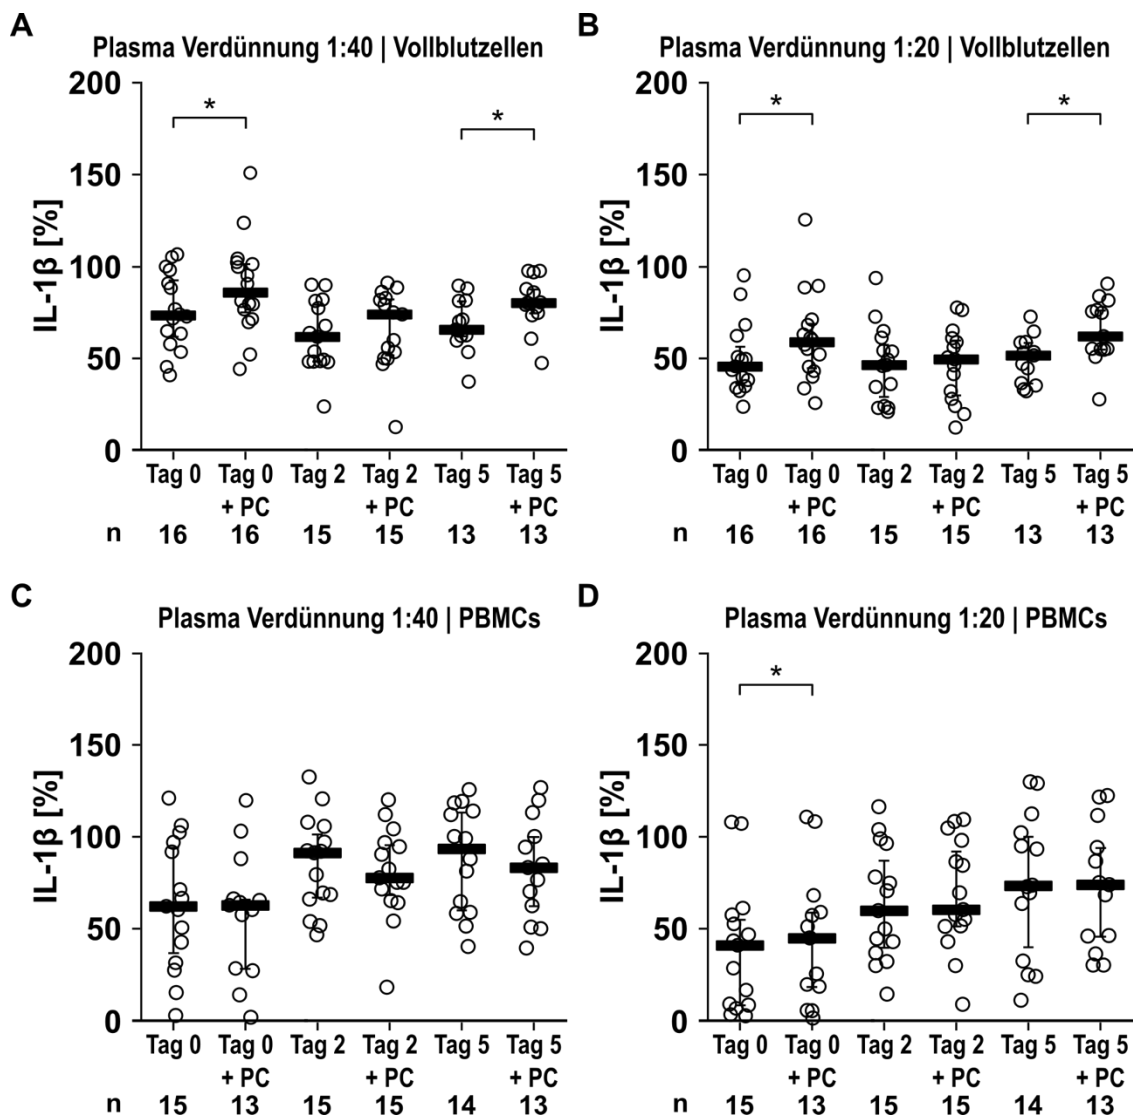 A
Plasma Verdünnung 1:40 | Vollblutzellen
200
150
100
50
0
IL-1β [%]
*
*
Tag 0 Tag 0 Tag 2 Tag 2 Tag 5 Tag 5
+ PC + PC + PC
n 16 16 15 15 13 13
B
Plasma Verdünnung 1:20 | Vollblutzellen
200
150
100
50
0
IL-1β [%]
*
*
Tag 0 Tag 0 Tag 2 Tag 2 Tag 5 Tag 5
+ PC + PC + PC
n 16 16 15 15 13 13
C
Plasma Verdünnung 1:40 | PBMCs
200
150
100
50
0
IL-1β [%]
Tag 0 Tag 0 Tag 2 Tag 2 Tag 5 Tag 5
+ PC + PC + PC
n 15 13 15 15 14 13
D
Plasma Verdünnung 1:20 | PBMCs
200
150
100
50
0
IL-1β [%]
*
Tag 0 Tag 0 Tag 2 Tag 2 Tag 5 Tag 5
+ PC + PC + PC
n 15 13 15 15 14 13